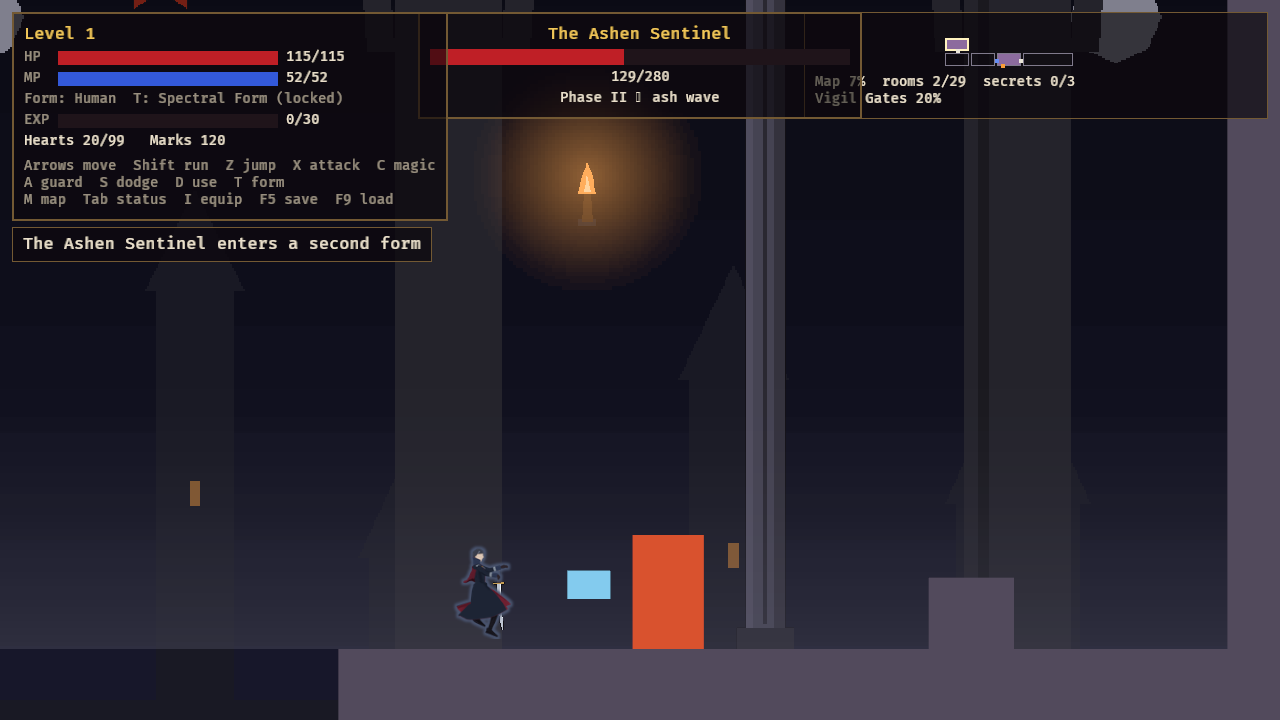 Level 1
HP 115/115
MP 52/52
Form: Human T: Spectral Form (locked)
EXP 0/30
Hearts 20/99 Marks 120
Arrows move Shift run Z jump X attack C magic
A guard S dodge D use T form
M map Tab status I equip F5 save F9 load
The Ashen Sentinel enters a second form
The Ashen Sentinel
129/280
Phase II ash wave
Map 7% rooms 2/29 secrets 0/3
Vigil Gates 20%